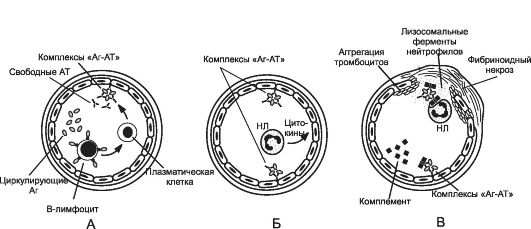 Комплексы «Аг-АТ»
Свободные АТ
Циркулирующие
Аг
В-лимфоцит
Плазматическая
клетка
А
Комплексы «Аг-АТ»
НЛ
Цито-
кины
Б
Лизосомальные
ферменты
нейтрофилов
Аггрегация
тромбоцитов
Фибриноидный
некроз
НЛ
Комплемент
Комплексы «Аг-АТ»
В